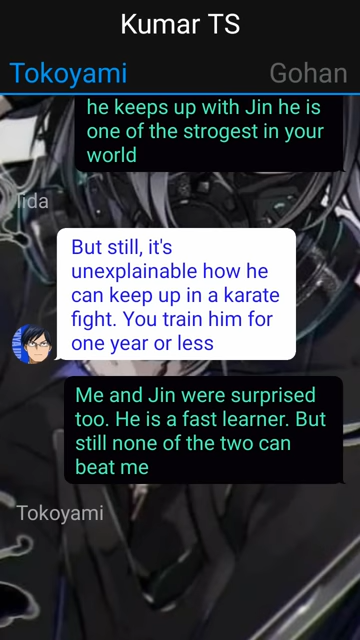 Kumar TS
Tokoyami
Gohan
he keeps up with Jin he is
one of the strogest in your
world
Iida
But still, it's
unexplainable how he
can keep up in a karate
fight. You train him for
one year or less
Me and Jin were surprised
too. He is a fast learner. But
still none of the two can
beat me
Tokoyami